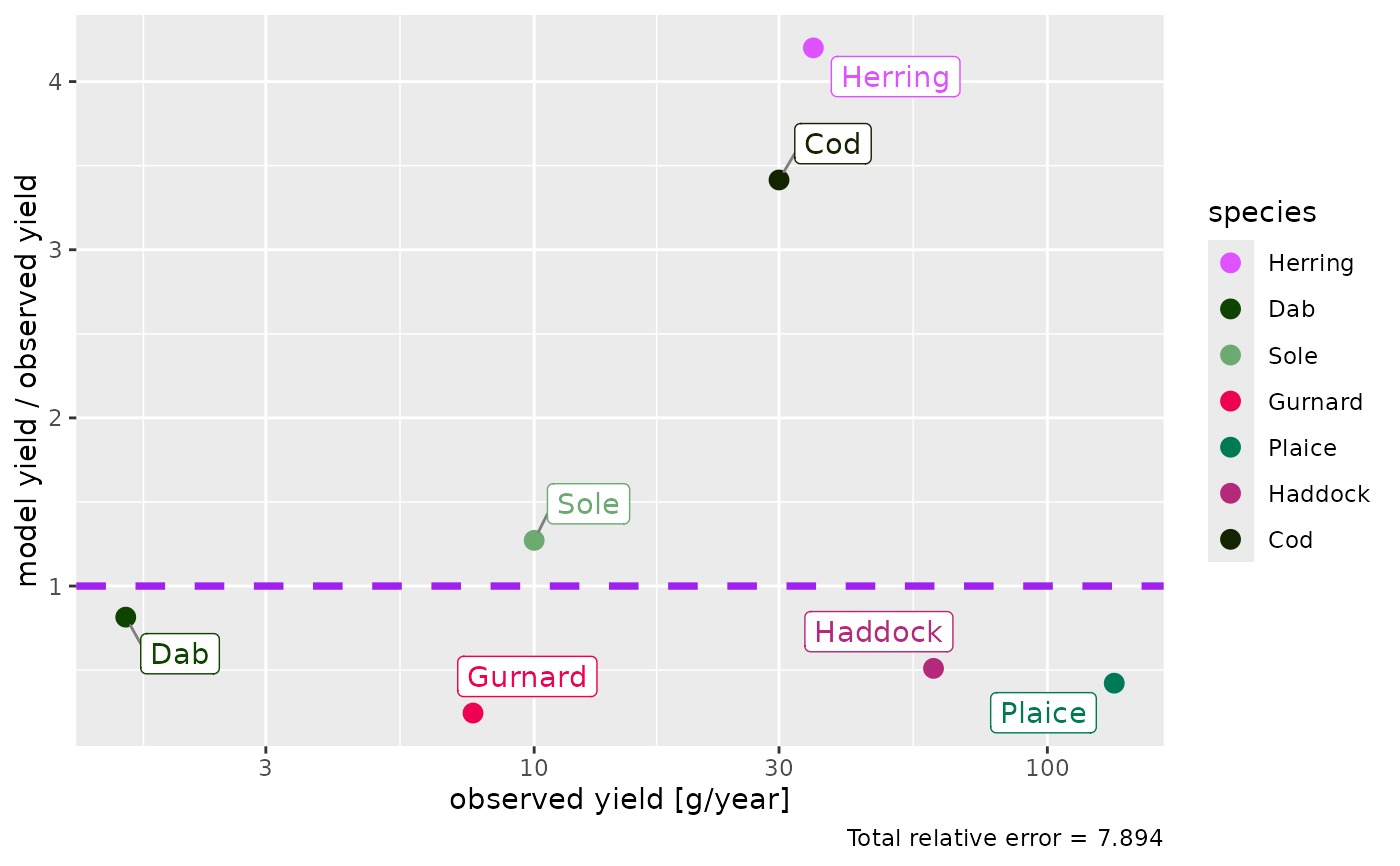 4
3
2
1
model yield / observed yield
Herring
Cod
Sole
Dab
Gurnard
Haddock
Plaice
3
10
30
100
observed yield [g/year]
Total relative error = 7.894
species
Herring
Dab
Sole
Gurnard
Plaice
Haddock
Cod